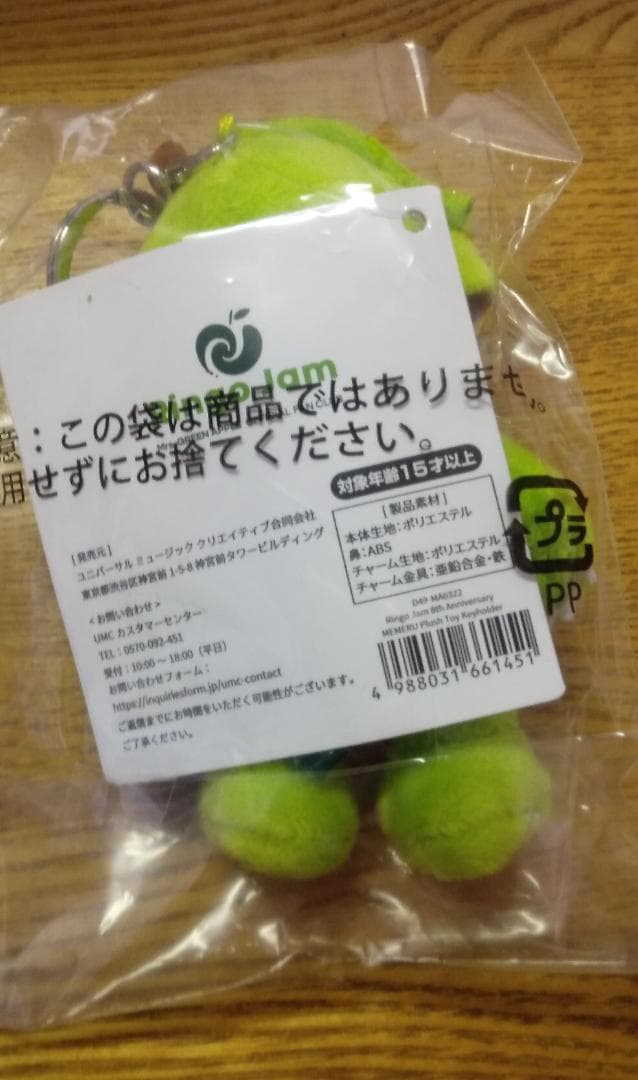 Ringo Jam
意：この袋は商品ではありませ 。
用せずにお捨てください。
対象年齢15才以上
[製品素材]
本体生地：ポリエステル
鼻：ABS
チャーム生地：ポリエステル
チャーム金具：亜鉛合金・鉄
プラ
PP
[発売元]
ユニバーサル ミュージック クリエイティブ合同会社
東京都渋谷区神宮前 1-5-8 神宮前タワービルディング
<お問い合わせ>
UMC カスタマーセンター
TEL：0570-092-451
受付：10:00 ～ 18:00（平日）
お問い合わせフォーム：
https://inquiriesform.jp/umc-contact
ご返信までにお時間をいただく可能性がございます。
ご了承ください。
D49-MA0322
Ringo Jam 8th Anniversary
MEMERU Plush Toy Keyholder
4 988031 661451